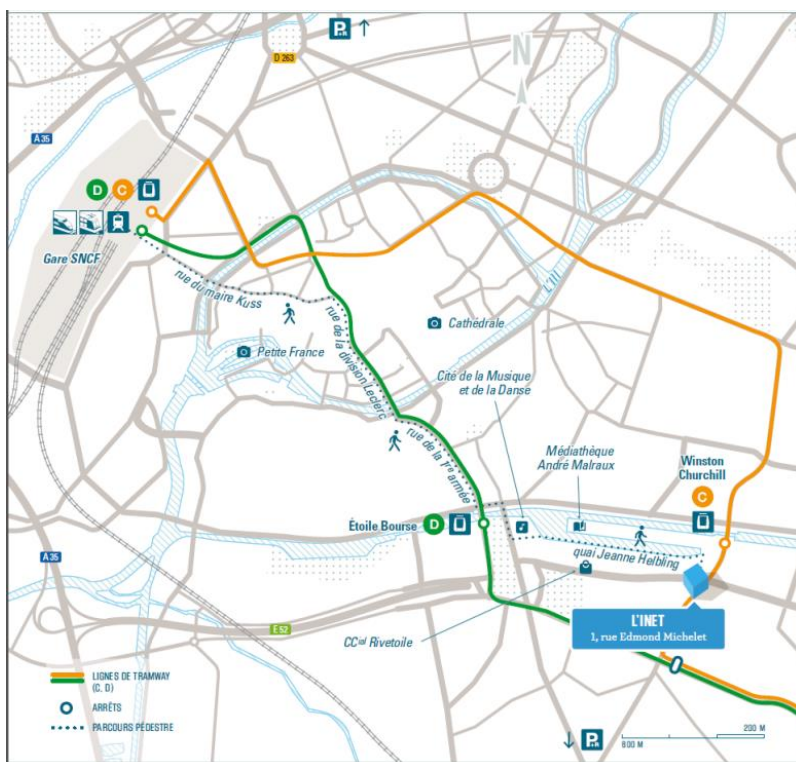 P+R
D 263
N
A 35
D C
Gare SNCF
rue du maire Kuss
L'Ill
Cathédrale
Petite France
rue de la division Leclerc
Cité de la Musique
et de la Danse
rue de la 1re armée
Médiathèque
André Malraux
Winston
Churchill
C
Étoile Bourse D
quai Jeanne Helbling
A 35
L'INET
1, rue Edmond Michelet
E 52
CCial Rivetoile
LIGNES DE TRAMWAY
(C, D)
ARRÊTS
PARCOURS PÉDESTRE
P+R
200 M
800 M